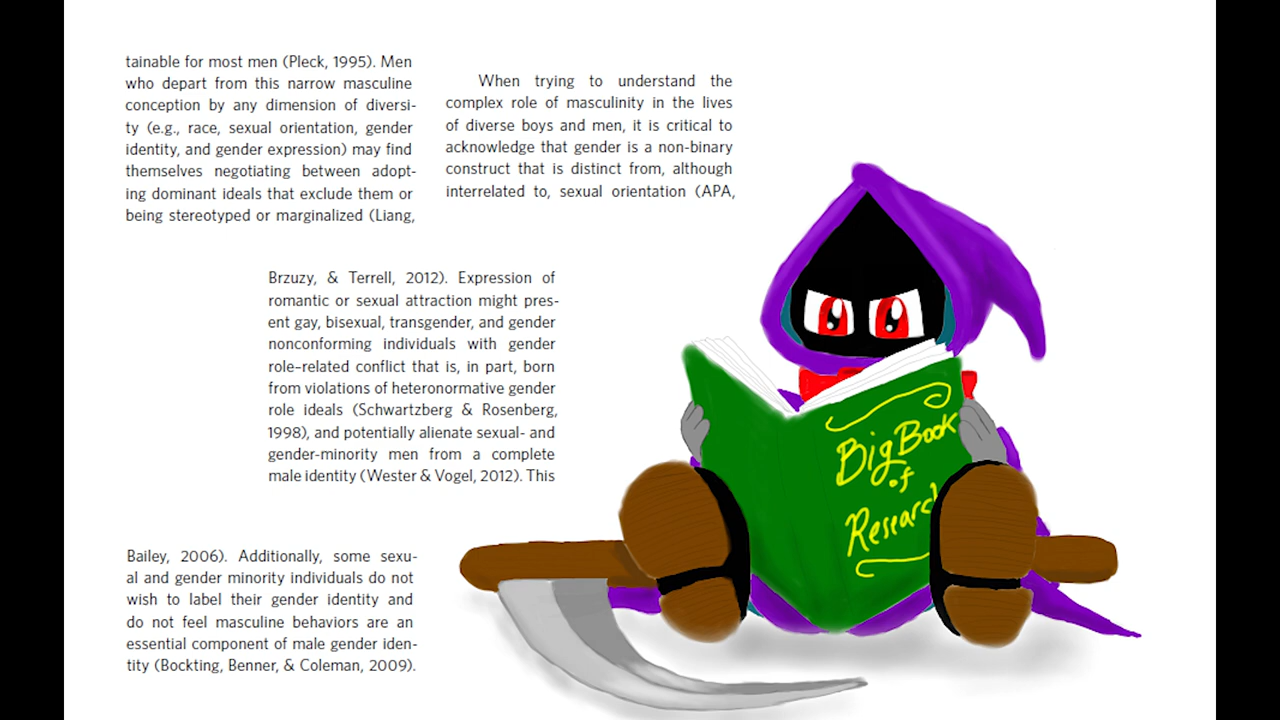 tainable for most men (Pleck, 1995). Men
who depart from this narrow masculine
conception by any dimension of diversi-
ty (e.g., race, sexual orientation, gender
identity, and gender expression) may find
themselves negotiating between adopt-
ing dominant ideals that exclude them or
being stereotyped or marginalized (Liang,
When trying to understand the
complex role of masculinity in the lives
of diverse boys and men, it is critical to
acknowledge that gender is a non-binary
construct that is distinct from, although
interrelated to, sexual orientation (APA,
Brzuzy, & Terrell, 2012). Expression of
romantic or sexual attraction might pres-
ent gay, bisexual, transgender, and gender
nonconforming individuals with gender
role-related conflict that is, in part, born
from violations of heteronormative gender
role ideals (Schwartzberg & Rosenberg,
1998), and potentially alienate sexual- and
gender-minority men from a complete
male identity (Wester & Vogel, 2012). This
Bailey, 2006). Additionally, some sexu-
al and gender minority individuals do not
wish to label their gender identity and
do not feel masculine behaviors are an
essential component of male gender iden-
tity (Bockting, Benner, & Coleman, 2009).
Big Book
of
Research